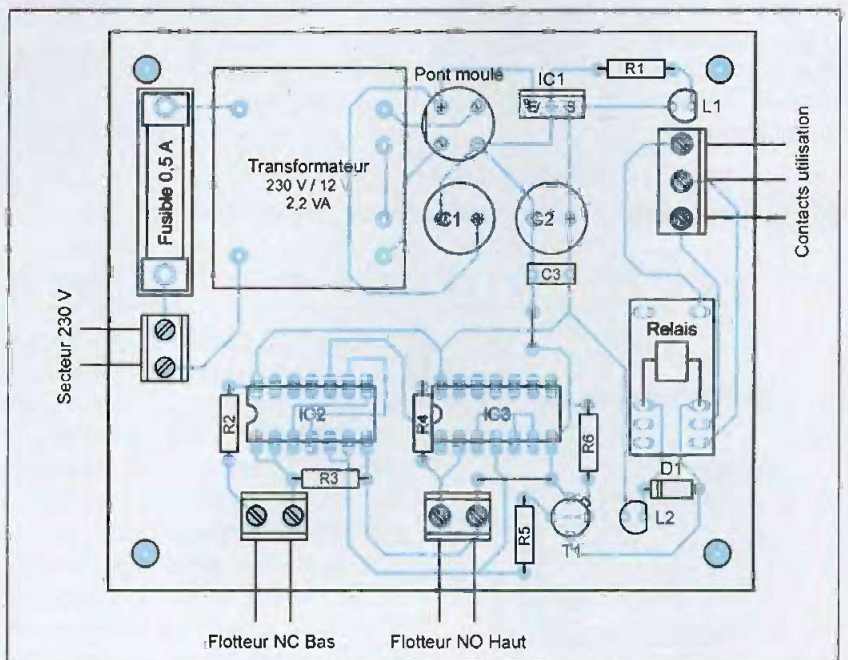 Pont moulé
IC1
R1
L1
Fusible 0,5 A
Transformateur
230 V / 12 V
2,2 VA
C1
C2
C3
Contacts utilisation
Secteur 230 V
Relais
R2
IC2
R4
IC3
R6
R3
D1
R5
T1
L2
Flotteur NC Bas
Flotteur NO Haut